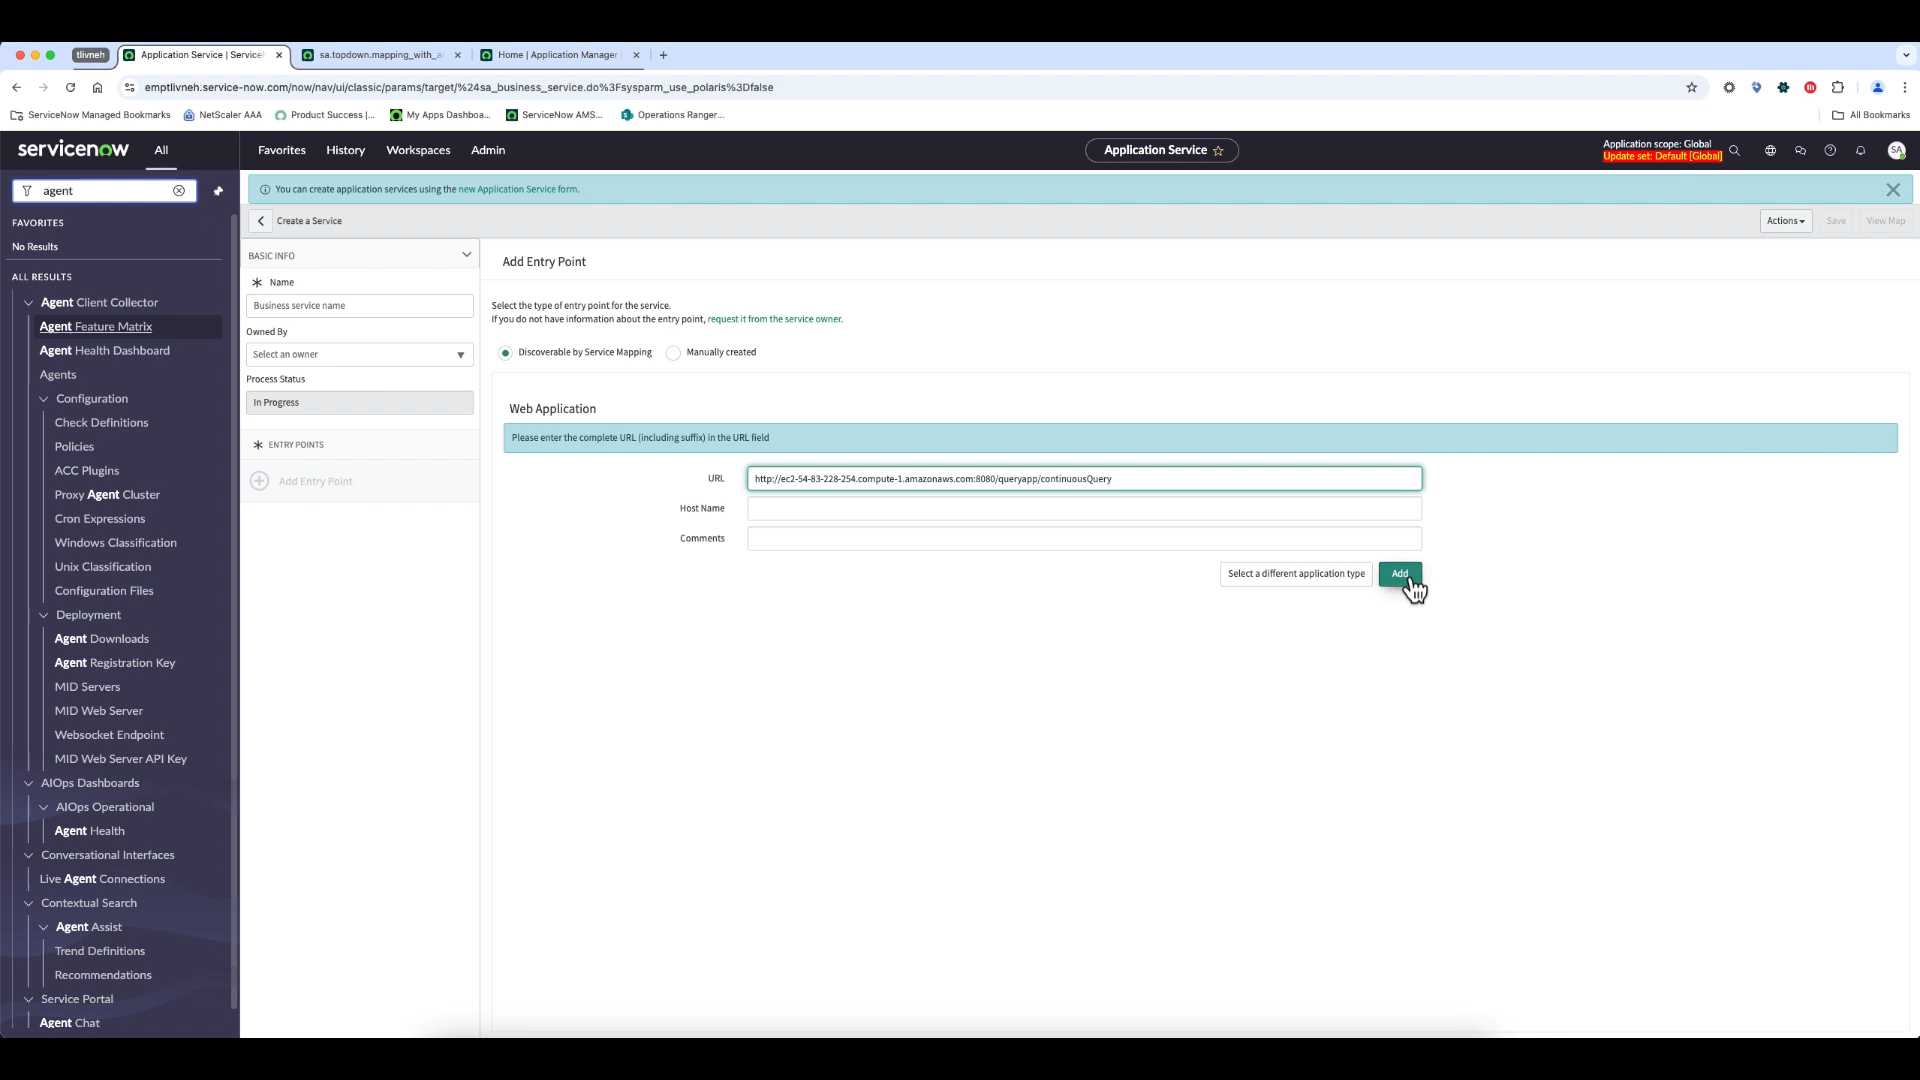 tlivneh
Application Service | Service
sa.topdown.mapping_with_a
Home | Application Manager
emptlivneh.service-now.com/now/nav/ui/classic/params/target/%24sa_business_service.do%3Fsysparm_use_polaris%3Dfalse
ServiceNow Managed Bookmarks
NetScaler AAA
Product Success |...
My Apps Dashboa...
ServiceNow AMS...
Operations Ranger...
All Bookmarks
servicenow
All
Favorites
History
Workspaces
Admin
Application Service
Application scope: Global
Update set: Default [Global]
SA
agent
FAVORITES
No Results
ALL RESULTS
Agent Client Collector
Agent Feature Matrix
Agent Health Dashboard
Agents
Configuration
Check Definitions
Policies
ACC Plugins
Proxy Agent Cluster
Cron Expressions
Windows Classification
Unix Classification
Configuration Files
Deployment
Agent Downloads
Agent Registration Key
MID Servers
MID Web Server
Websocket Endpoint
MID Web Server API Key
AIOps Dashboards
AIOps Operational
Agent Health
Conversational Interfaces
Live Agent Connections
Contextual Search
Agent Assist
Trend Definitions
Recommendations
Service Portal
Agent Chat
You can create application services using the new Application Service form.
Create a Service
Actions
Save
View Map
BASIC INFO
Name
Business service name
Owned By
Select an owner
Process Status
In Progress
ENTRY POINTS
Add Entry Point
Add Entry Point
Select the type of entry point for the service.
If you do not have information about the entry point, request it from the service owner.
Discoverable by Service Mapping
Manually created
Web Application
Please enter the complete URL (including suffix) in the URL field
URL
http://ec2-54-83-228-254.compute-1.amazonaws.com:8080/queryapp/continuousQuery
Host Name
Comments
Select a different application type
Add